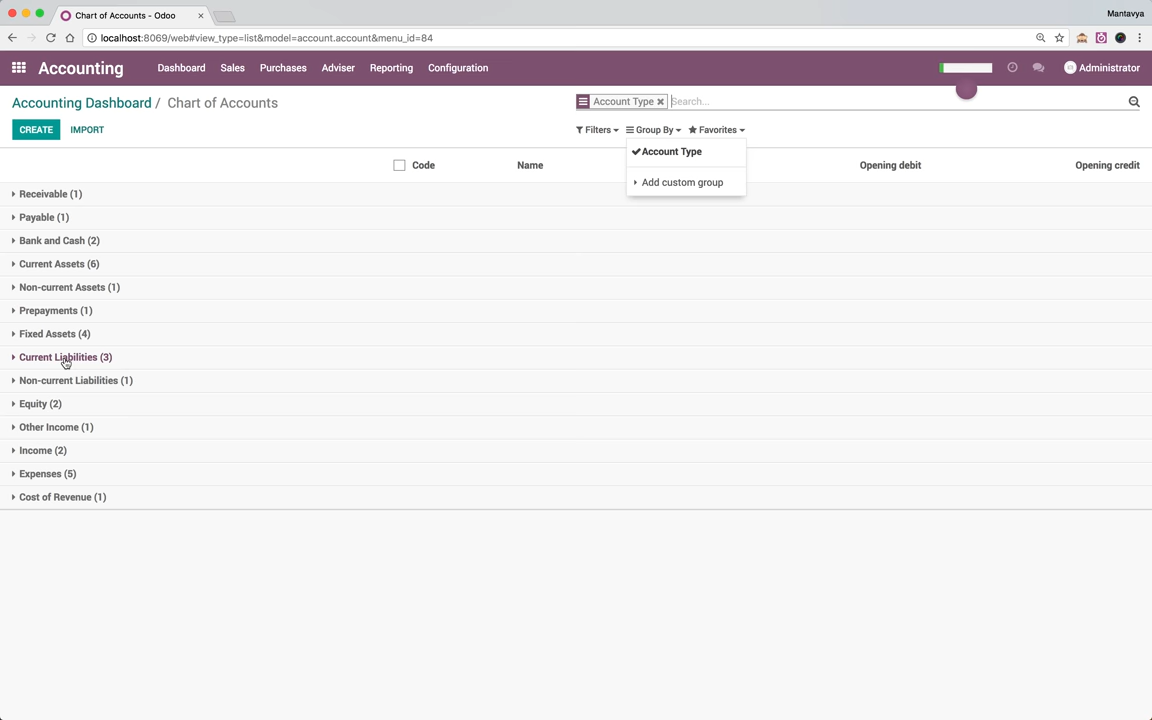 Chart of Accounts - Odoo
Mantavya
localhost:8069/web#view_type=list&model=account.account&menu_id=84
Accounting Dashboard Sales Purchases Adviser Reporting Configuration Administrator
Accounting Dashboard / Chart of Accounts
Account Type Search...
CREATE IMPORT Filters Group By Favorites
Account Type
Code Name Opening debit Opening credit
Add custom group
Receivable (1)
Payable (1)
Bank and Cash (2)
Current Assets (6)
Non-current Assets (1)
Prepayments (1)
Fixed Assets (4)
Current Liabilities (3)
Non-current Liabilities (1)
Equity (2)
Other Income (1)
Income (2)
Expenses (5)
Cost of Revenue (1)